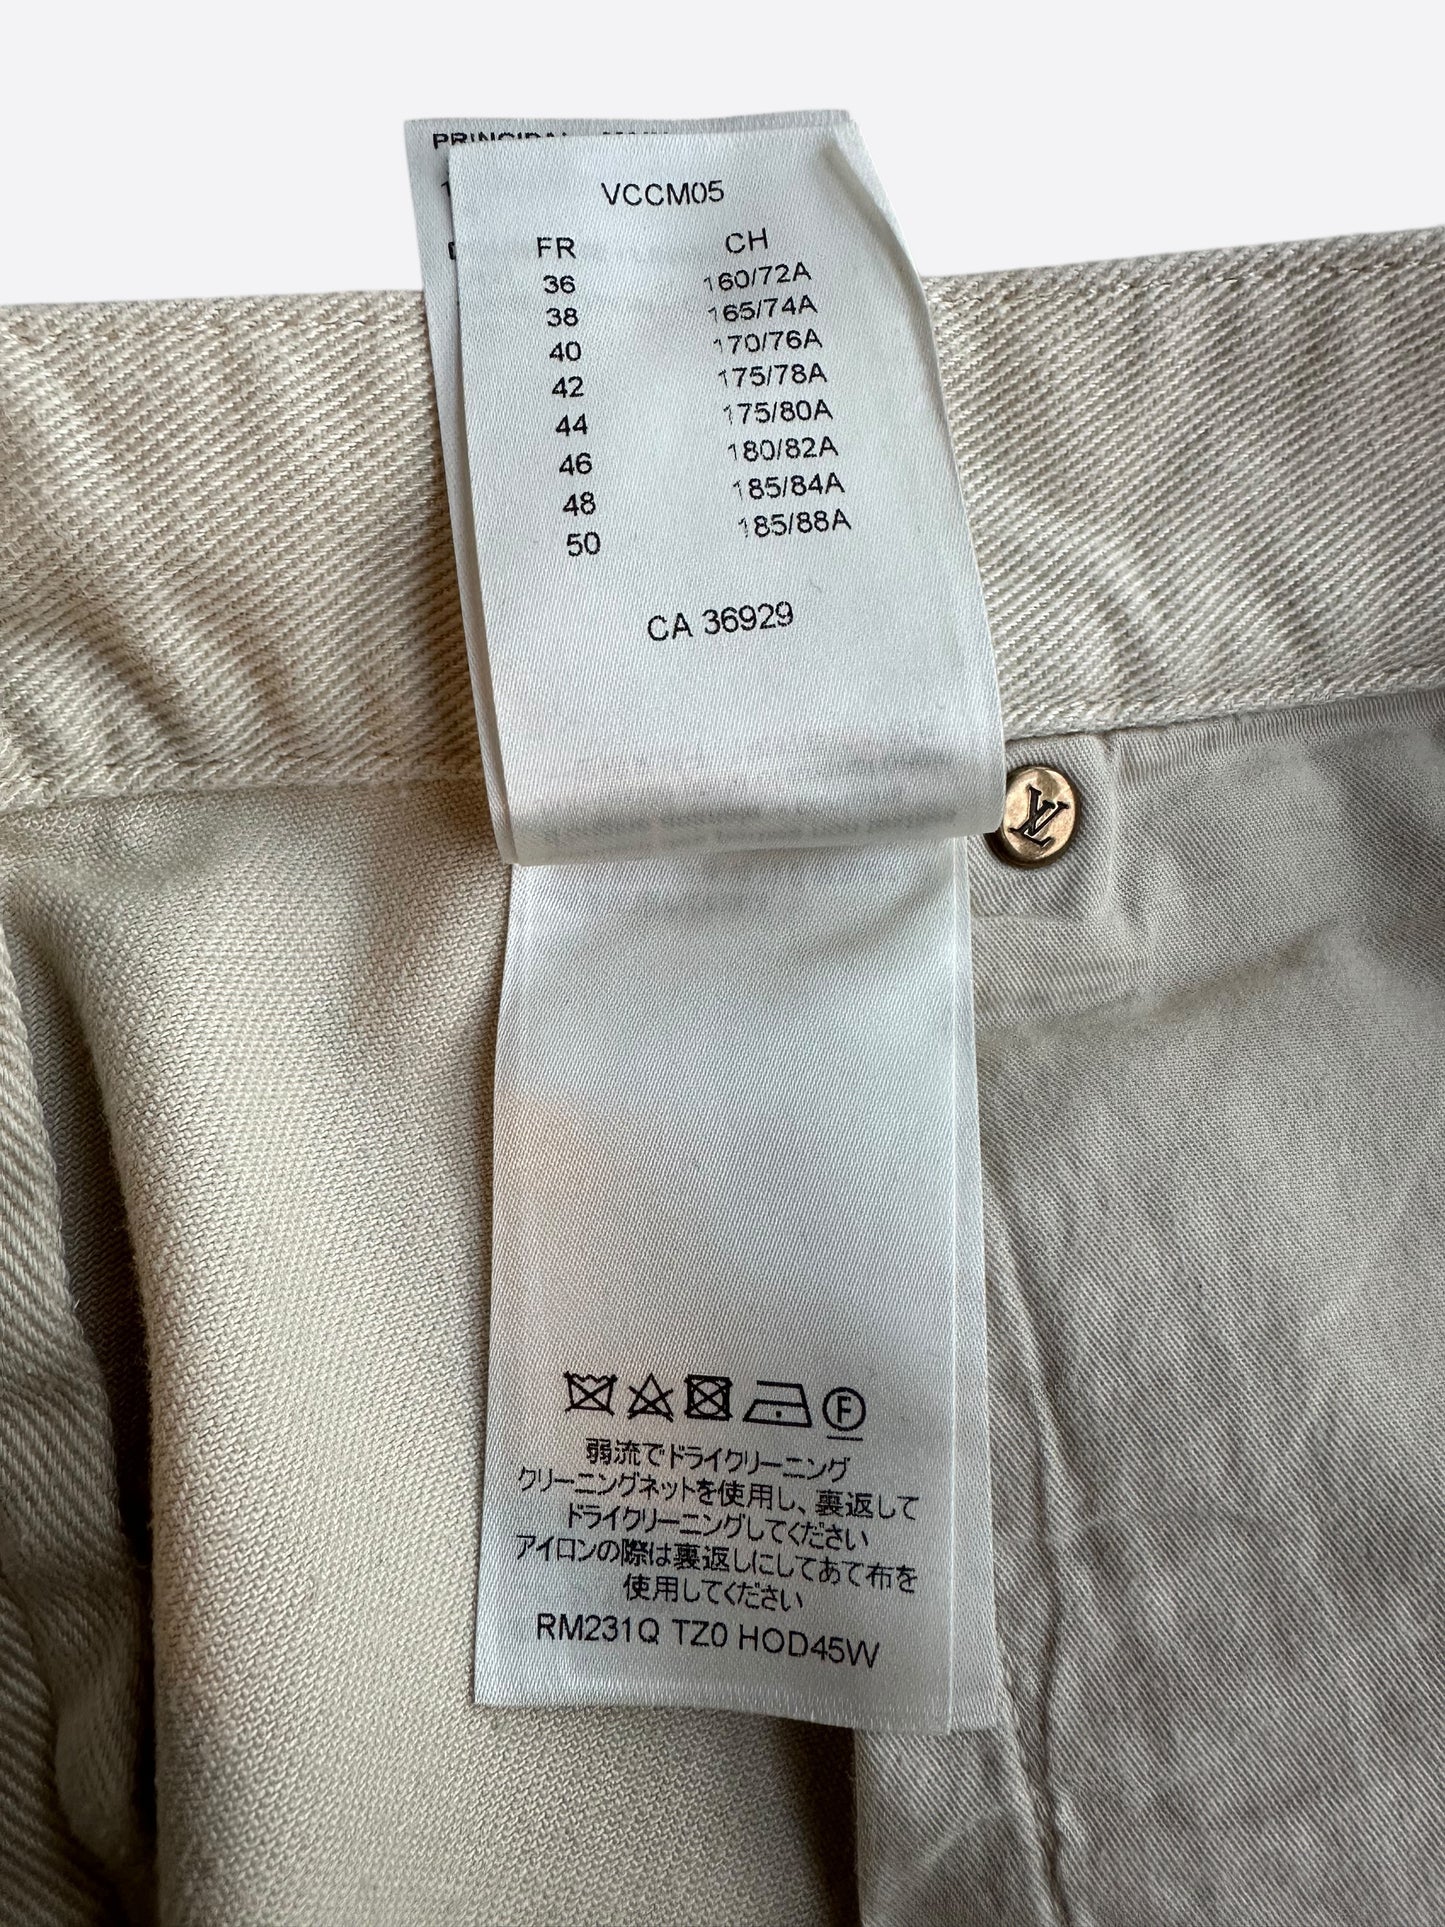 VCCM05
FR CH
36 160/72A
38 165/74A
40 170/76A
42 175/78A
44 175/80A
46 180/82A
48 185/84A
50 185/88A
CA 36929
LV
F
弱流でドライクリーニング
クリーニングネットを使用し、裏返して
ドライクリーニングしてください
アイロンの際は裏返しにしてあて布を
使用してください
RM231Q TZ0 HOD45W